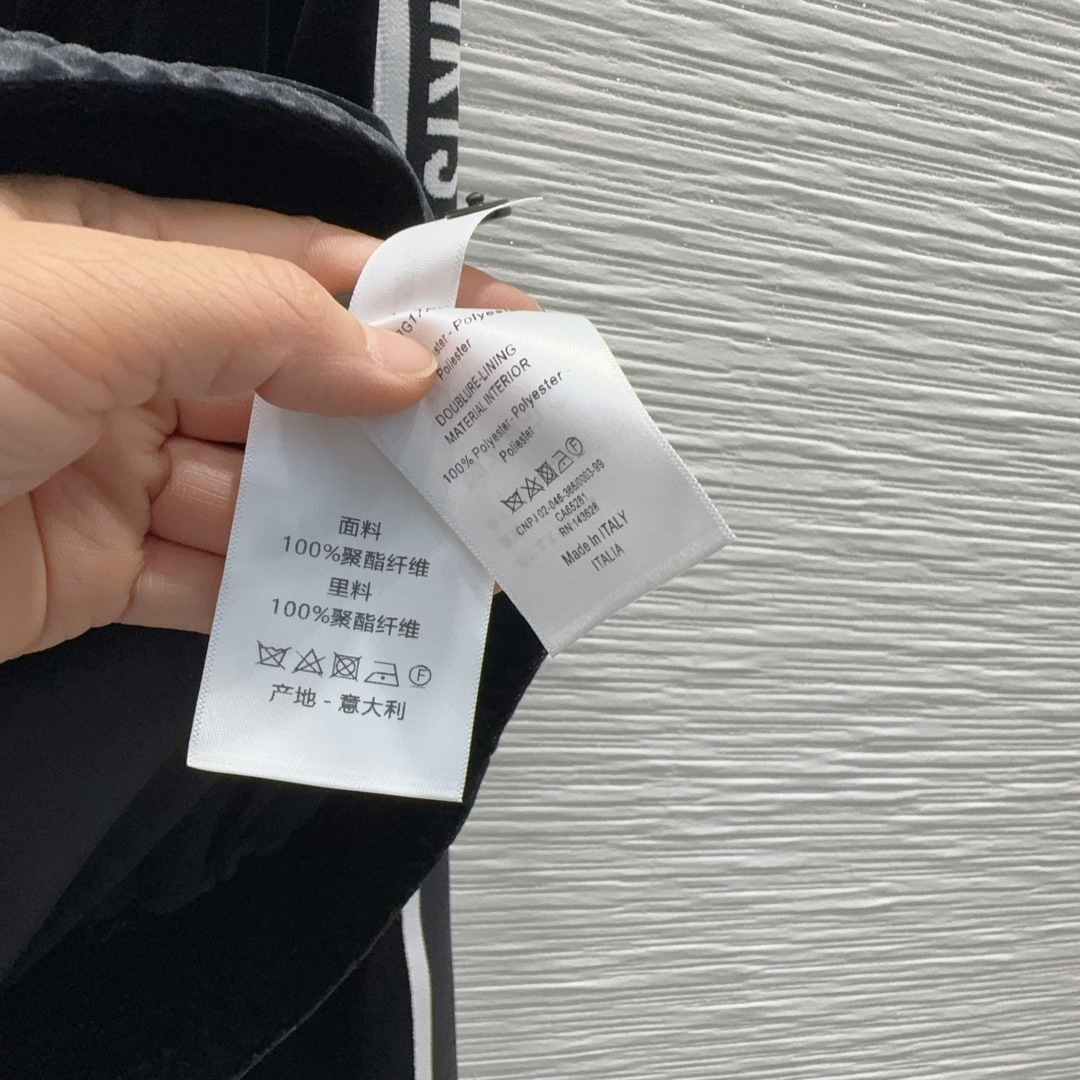 Poliester
DOUBLURE-LINING
MATERIAL INTERIOR
100% Polyester-Polyester-
Poliester
CNPJ 02-048-366/0003-99
CA65281
RN-143628
Made In ITALY
ITALIA
面料
100%聚酯纤维
里料
100%聚酯纤维
F
产地 - 意大利